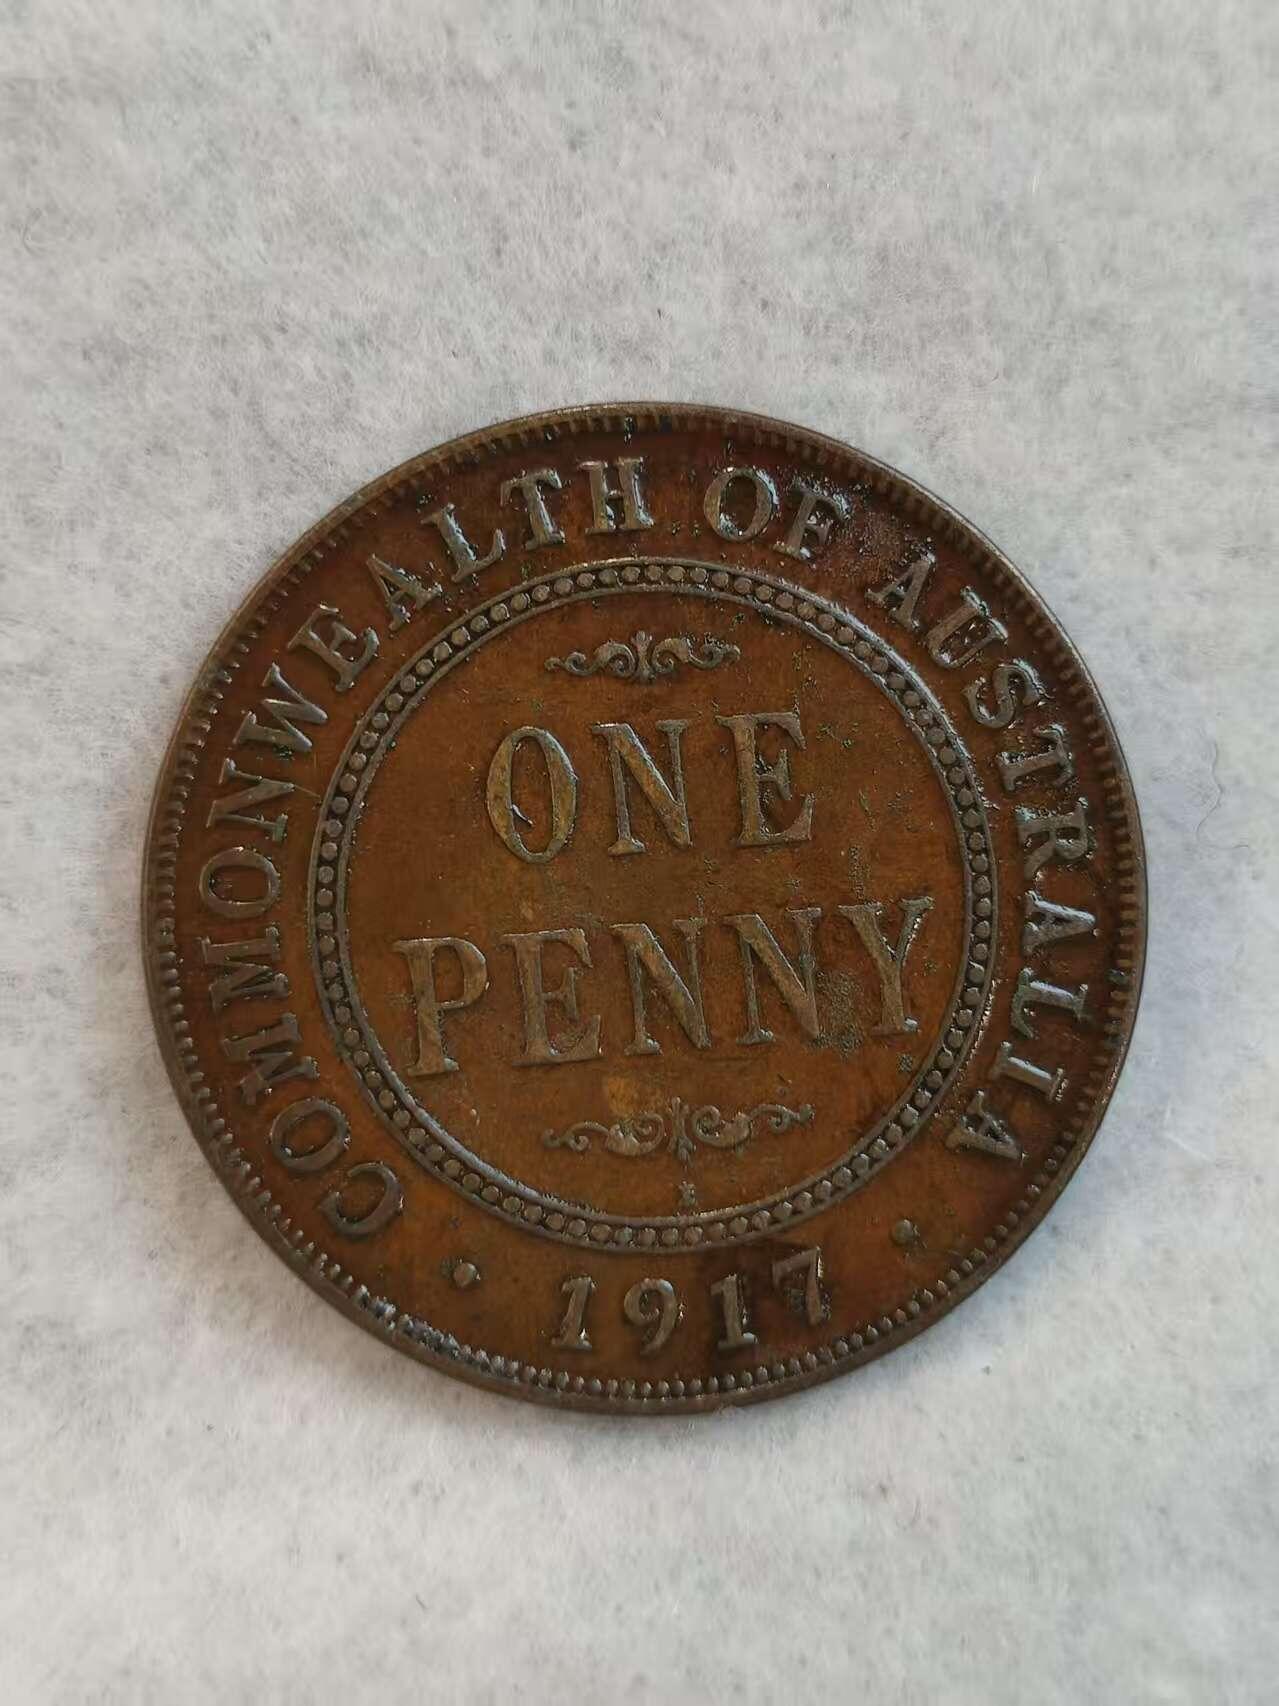 COMMONWEALTH OF AUSTRALIA
ONE
PENNY
· 1917 ·